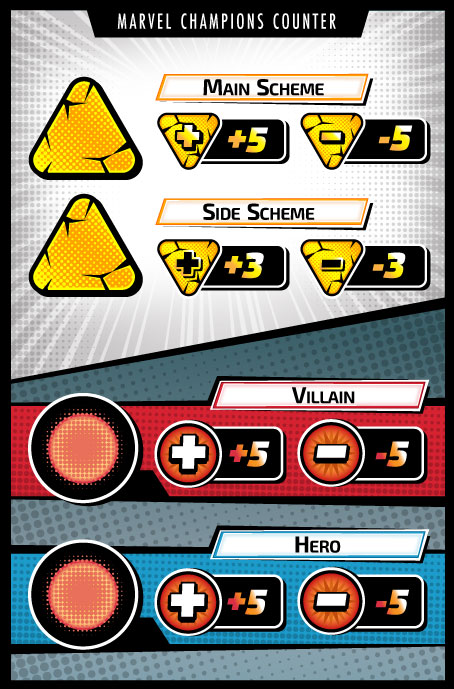 MARVEL CHAMPIONS COUNTER
MAIN SCHEME
+ +5 - -5
SIDE SCHEME
+ +3 - -3
VILLAIN
+ +5 - -5
HERO
+ +5 - -5